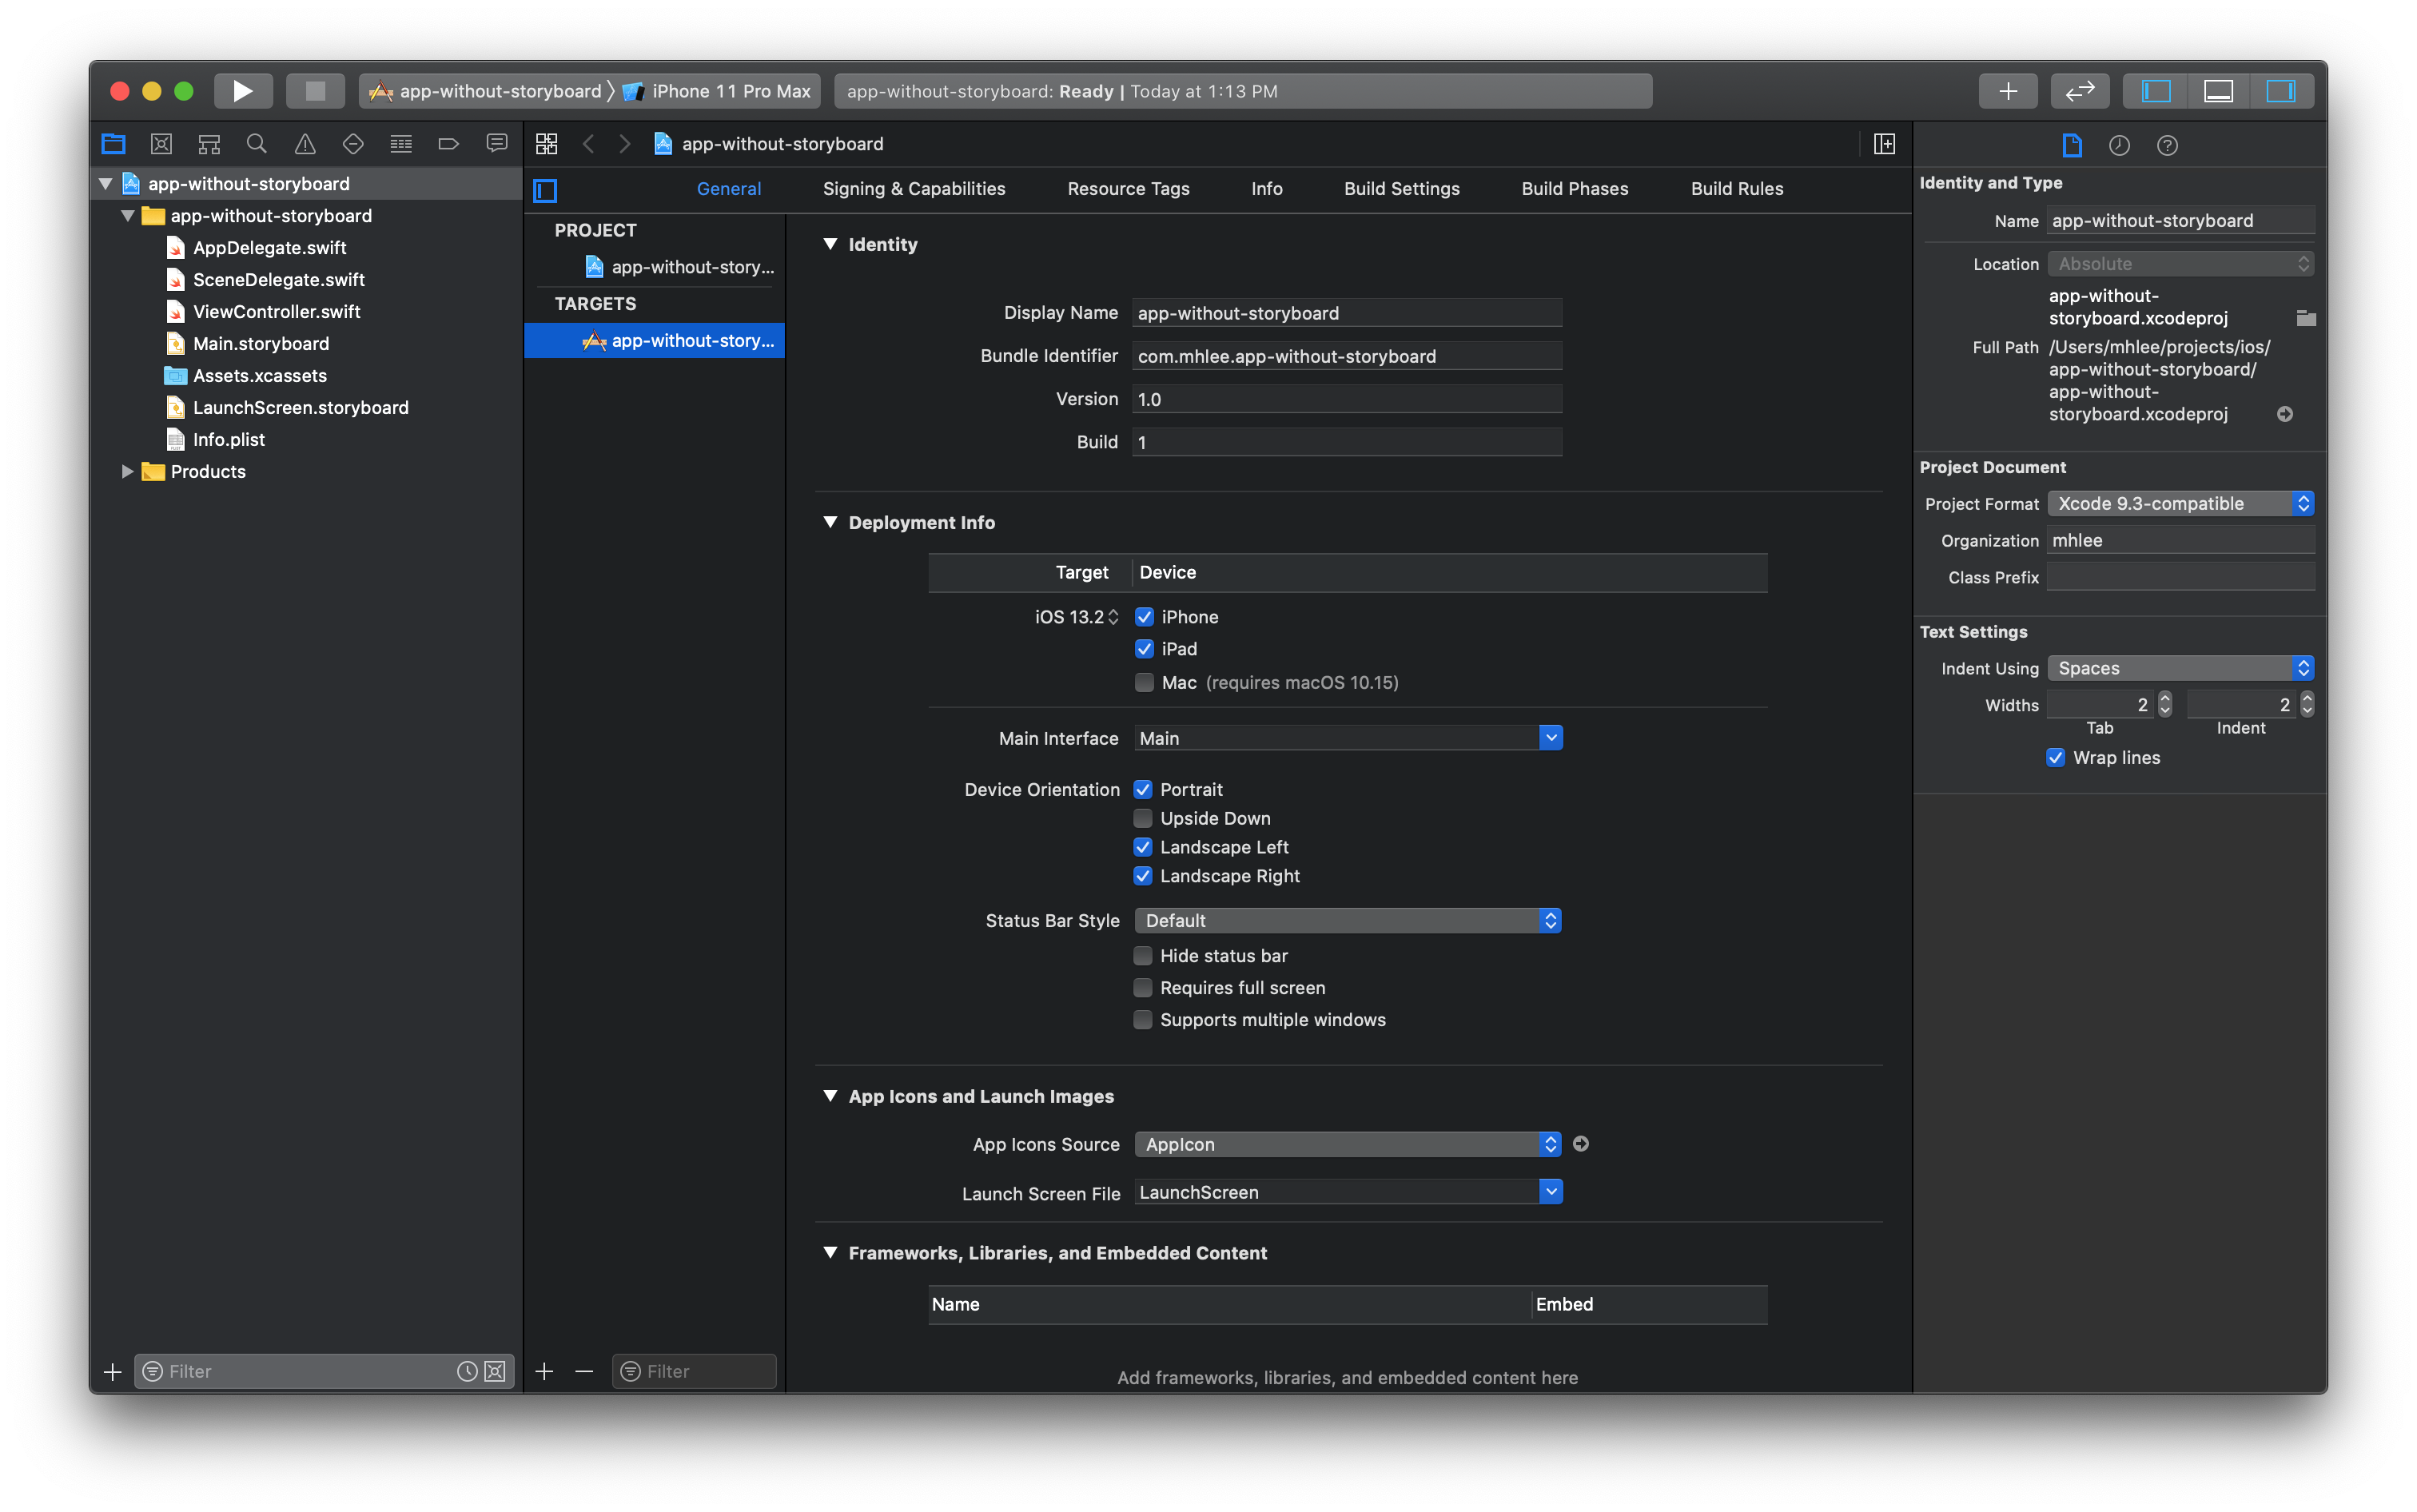 app-without-storyboard
iPhone 11 Pro Max
app-without-storyboard: Ready | Today at 1:13 PM
app-without-storyboard
app-without-storyboard
AppDelegate.swift
SceneDelegate.swift
ViewController.swift
Main.storyboard
Assets.xcassets
LaunchScreen.storyboard
Info.plist
Products
Filter
app-without-storyboard
General
Signing & Capabilities
Resource Tags
Info
Build Settings
Build Phases
Build Rules
PROJECT
app-without-story...
TARGETS
app-without-story...
Filter
Identity
Display Name
app-without-storyboard
Bundle Identifier
com.mhlee.app-without-storyboard
Version
1.0
Build
1
Deployment Info
Target
Device
iOS 13.2
iPhone
iPad
Mac (requires macOS 10.15)
Main Interface
Main
Device Orientation
Portrait
Upside Down
Landscape Left
Landscape Right
Status Bar Style
Default
Hide status bar
Requires full screen
Supports multiple windows
App Icons and Launch Images
App Icons Source
AppIcon
Launch Screen File
LaunchScreen
Frameworks, Libraries, and Embedded Content
Name
Embed
Add frameworks, libraries, and embedded content here
Identity and Type
Name
app-without-storyboard
Location
Absolute
app-without-
storyboard.xcodeproj
Full Path
/Users/mhlee/projects/ios/
app-without-storyboard/
app-without-
storyboard.xcodeproj
Project Document
Project Format
Xcode 9.3-compatible
Organization
mhlee
Class Prefix
Text Settings
Indent Using
Spaces
Widths
2
2
Tab
Indent
Wrap lines